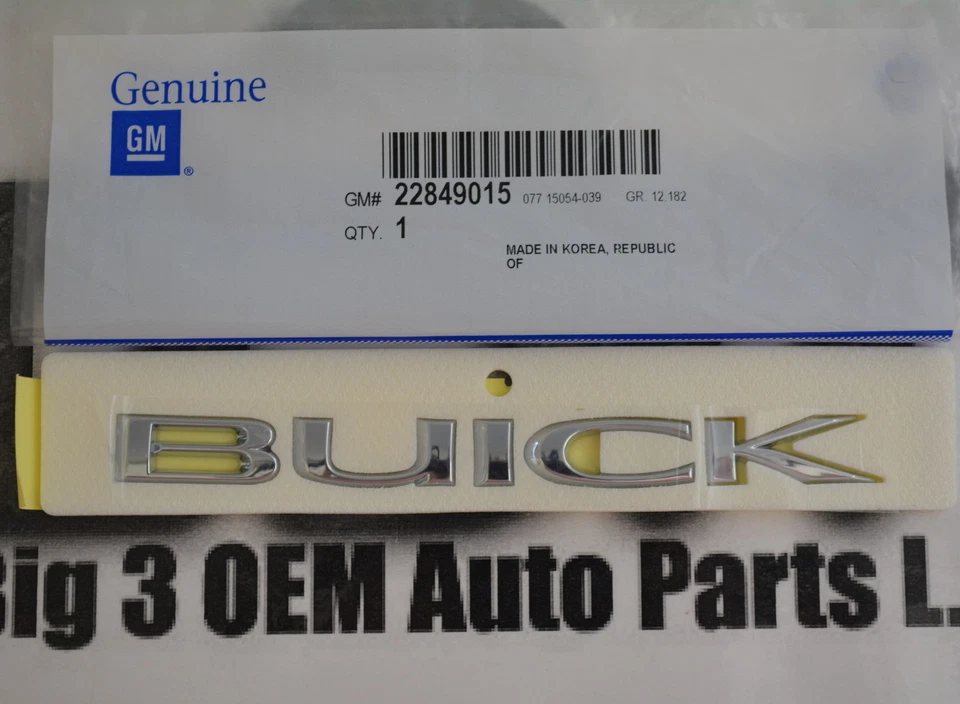 Genuine
GM ®
GM# 22849015 077 15054-039 GR. 12.182
QTY. 1
MADE IN KOREA, REPUBLIC
OF
BUiCK
Big 3 OEM Auto Parts L.